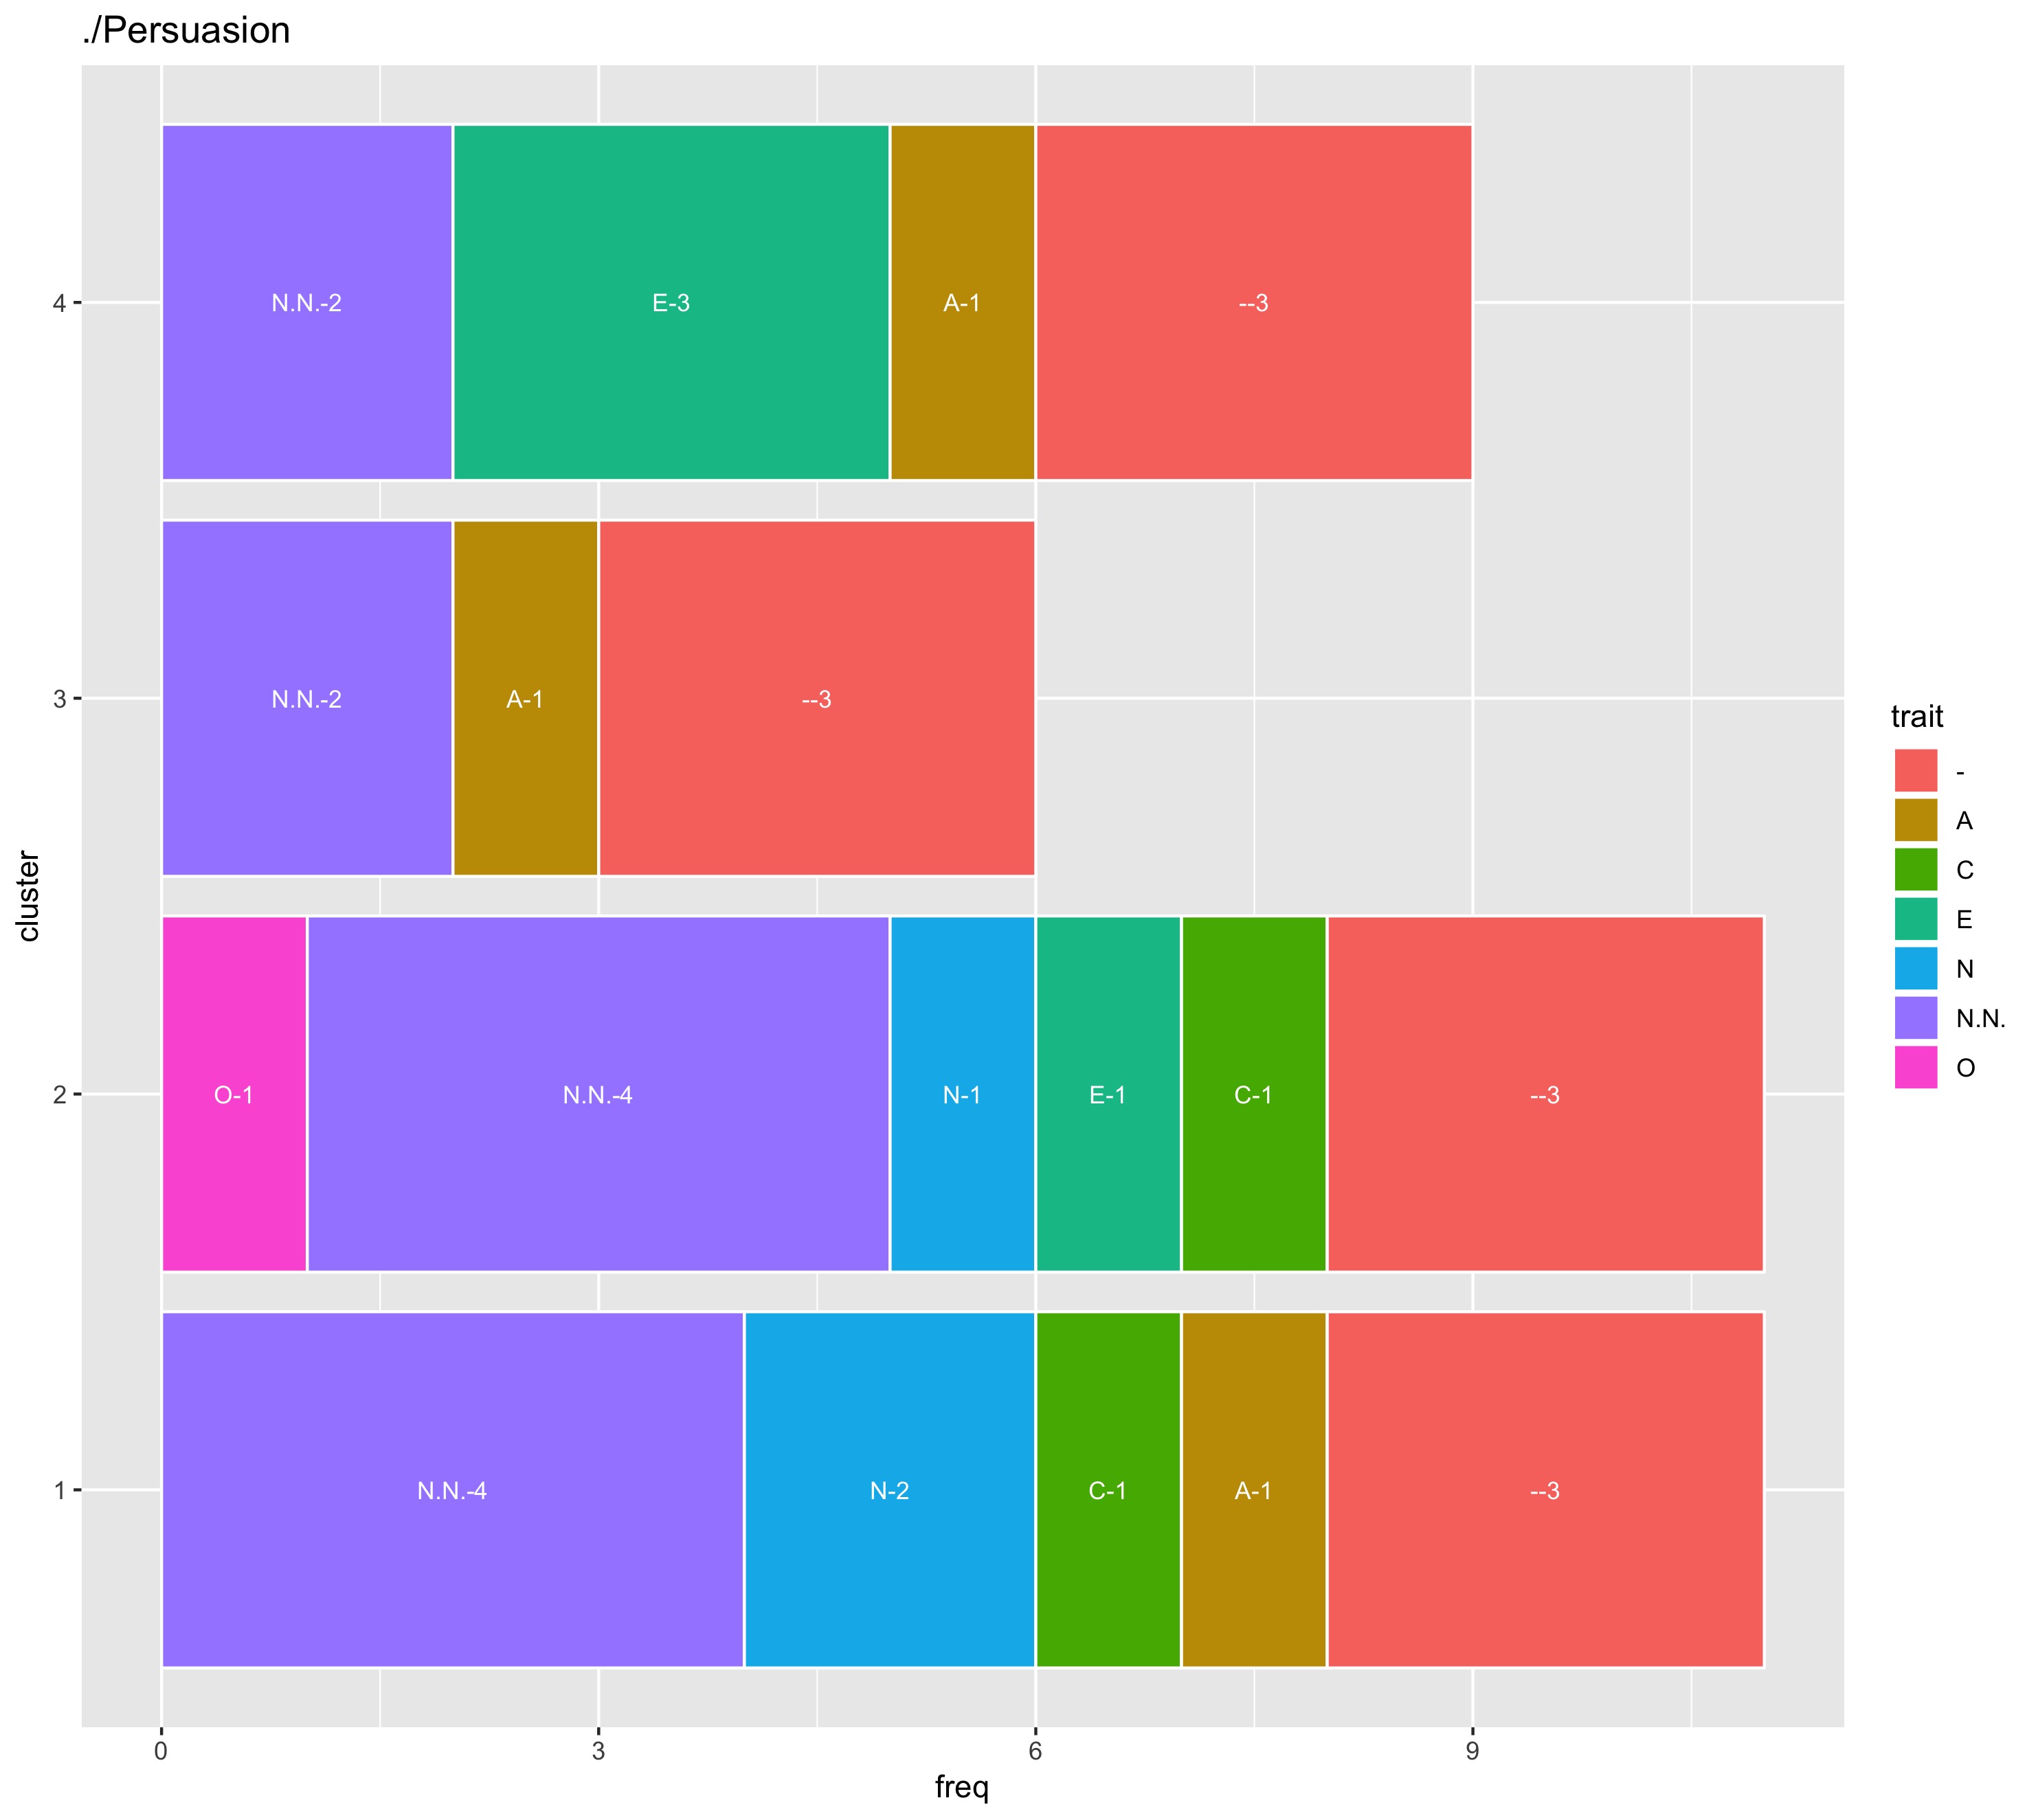 ./Persuasion
cluster
4
N.N.-2
E-3
A-1
--3
3
N.N.-2
A-1
--3
2
O-1
N.N.-4
N-1
E-1
C-1
--3
1
N.N.-4
N-2
C-1
A-1
--3
0
3
6
9
freq
trait
-
A
C
E
N
N.N.
O